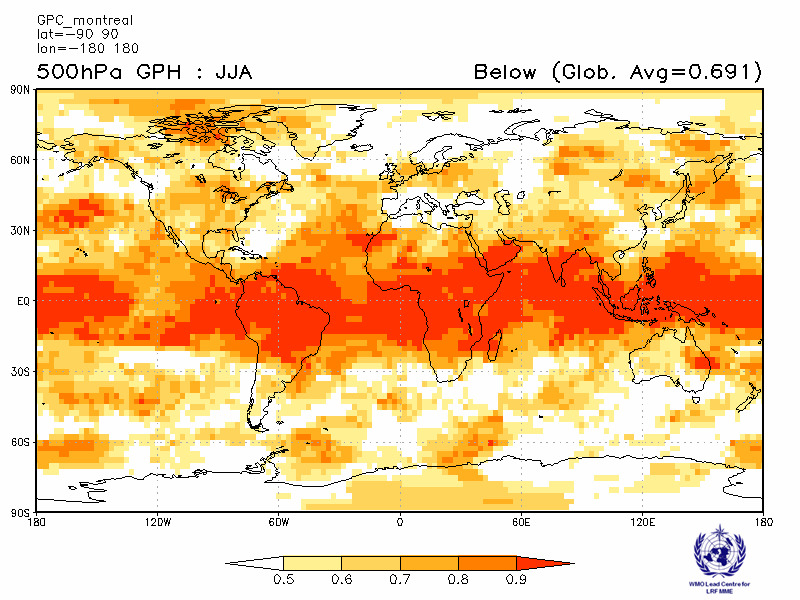 GPC_montreal
lat=−90 90
lon=−180 180
500hPa GPH : JJA Below (Glob. Avg=0.691)
90N
60N
30N
EQ
30S
60S
90S
180 120W 60W 0 60E 120E 180
0.5 0.6 0.7 0.8 0.9
WMO Lead Centre for
LRF MME